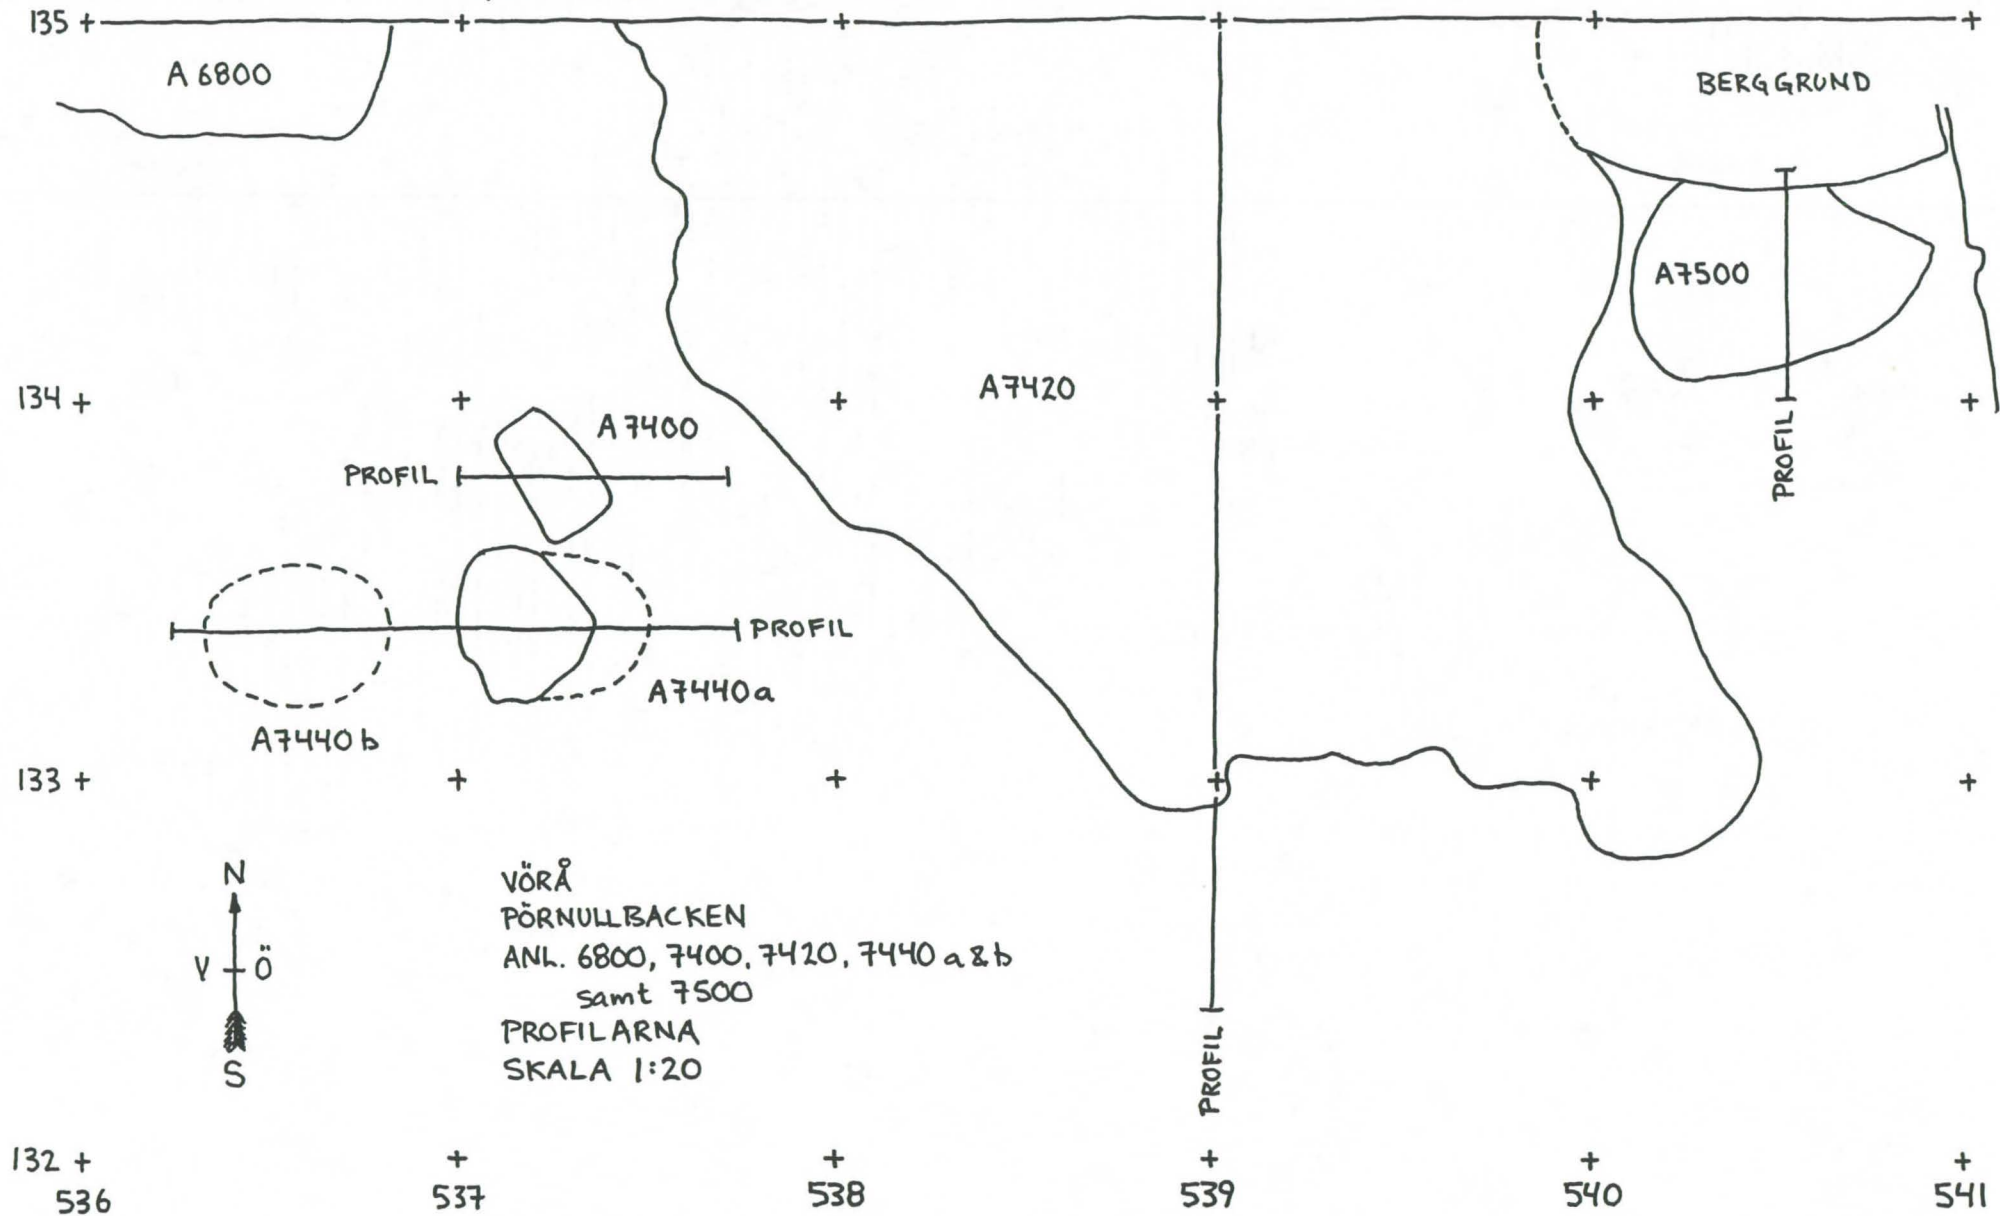 135
A 6800
BERGGRUND
A7500
134
A7420
A7400
PROFIL
PROFIL
PROFIL
A7440a
A7440b
133
N
V Ö
S
VÖRÅ
PÖRNULLBACKEN
ANL. 6800, 7400, 7420, 7440 a & b
samt 7500
PROFILARNA
SKALA 1:20
PROFIL
132
536 537 538 539 540 541